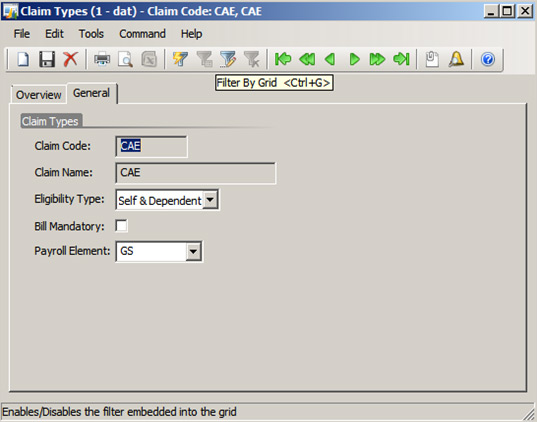 Claim Types (1 - dat) - Claim Code: CAE, CAE
File Edit Tools Command Help
Filter By Grid <Ctrl+G>
Overview General
Claim Types
Claim Code: CAE
Claim Name: CAE
Eligibility Type: Self & Dependent
Bill Mandatory:
Payroll Element: GS
Enables/Disables the filter embedded into the grid